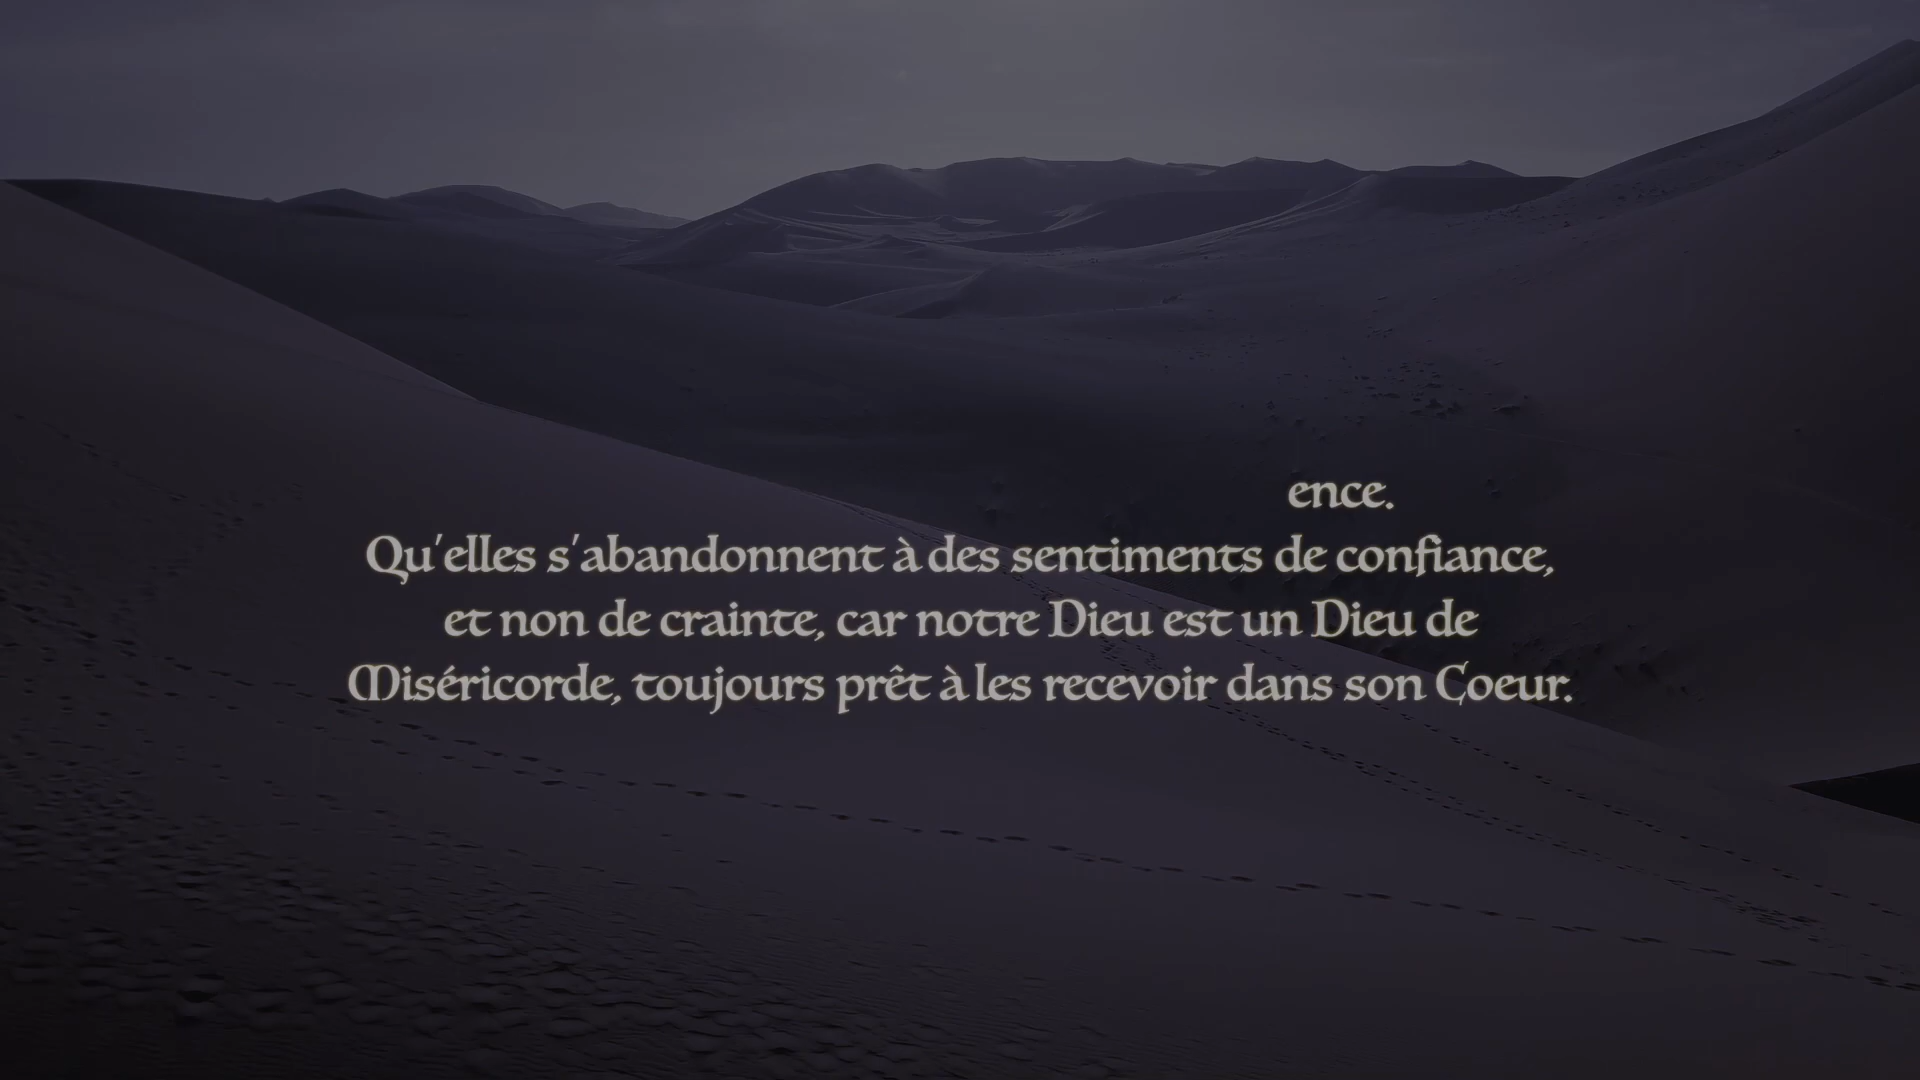 ence.
Qu'elles s'abandonnent à des sentiments de confiance,
et non de crainte, car notre Dieu est un Dieu de
Miséricorde, toujours prêt à les recevoir dans son Coeur.